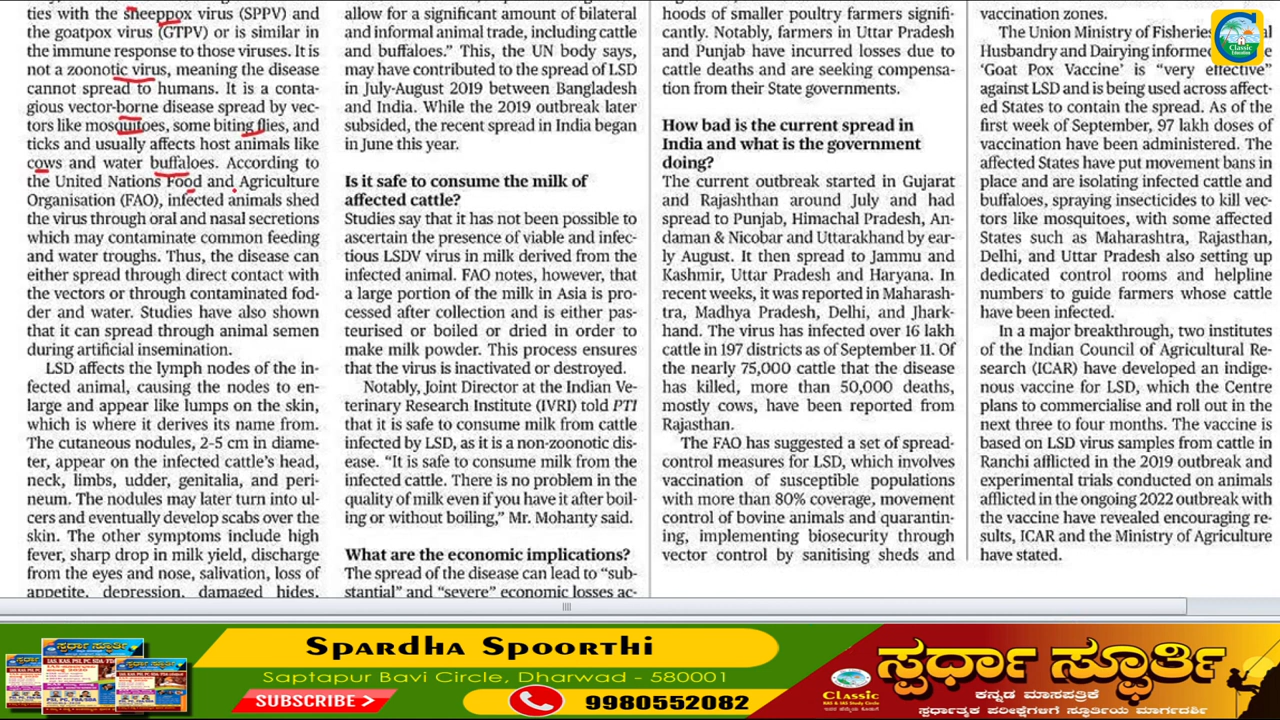 ties with the sheeppox virus (SPPV) and
the goatpox virus (GTPV) or is similar in
the immune response to those viruses. It is
not a zoonotic virus, meaning the disease
cannot spread to humans. It is a conta-
gious vector-borne disease spread by vec-
tors like mosquitoes, some biting flies, and
ticks and usually affects host animals like
cows and water buffaloes. According to
the United Nations Food and Agriculture
Organisation (FAO), infected animals shed
the virus through oral and nasal secretions
which may contaminate common feeding
and water troughs. Thus, the disease can
either spread through direct contact with
the vectors or through contaminated fod-
der and water. Studies have also shown
that it can spread through animal semen
during artificial insemination.
LSD affects the lymph nodes of the in-
fected animal, causing the nodes to en-
large and appear like lumps on the skin,
which is where it derives its name from.
The cutaneous nodules, 2-5 cm in diame-
ter, appear on the infected cattle's head,
neck, limbs, udder, genitalia, and peri-
neum. The nodules may later turn into ul-
cers and eventually develop scabs over the
skin. The other symptoms include high
fever, sharp drop in milk yield, discharge
from the eyes and nose, salivation, loss of
appetite, depression, damaged hides,
allow for a significant amount of bilateral
and informal animal trade, including cattle
and buffaloes.” This, the UN body says,
may have contributed to the spread of LSD
in July-August 2019 between Bangladesh
and India. While the 2019 outbreak later
subsided, the recent spread in India began
in June this year.
Is it safe to consume the milk of
affected cattle?
Studies say that it has not been possible to
ascertain the presence of viable and infec-
tious LSDV virus in milk derived from the
infected animal. FAO notes, however, that
a large portion of the milk in Asia is pro-
cessed after collection and is either pas-
teurised or boiled or dried in order to
make milk powder. This process ensures
that the virus is inactivated or destroyed.
Notably, Joint Director at the Indian Ve-
terinary Research Institute (IVRI) told PTI
that it is safe to consume milk from cattle
infected by LSD, as it is a non-zoonotic dis-
ease. “It is safe to consume milk from the
infected cattle. There is no problem in the
quality of milk even if you have it after boil-
ing or without boiling,” Mr. Mohanty said.
What are the economic implications?
The spread of the disease can lead to “sub-
stantial” and “severe” economic losses ac-
hoods of smaller poultry farmers signifi-
cantly. Notably, farmers in Uttar Pradesh
and Punjab have incurred losses due to
cattle deaths and are seeking compensa-
tion from their State governments.
How bad is the current spread in
India and what is the government
doing?
The current outbreak started in Gujarat
and Rajashthan around July and had
spread to Punjab, Himachal Pradesh, An-
daman & Nicobar and Uttarakhand by ear-
ly August. It then spread to Jammu and
Kashmir, Uttar Pradesh and Haryana. In
recent weeks, it was reported in Maharash-
tra, Madhya Pradesh, Delhi, and Jhark-
hand. The virus has infected over 16 lakh
cattle in 197 districts as of September 11. Of
the nearly 75,000 cattle that the disease
has killed, more than 50,000 deaths,
mostly cows, have been reported from
Rajasthan.
The FAO has suggested a set of spread-
control measures for LSD, which involves
vaccination of susceptible populations
with more than 80% coverage, movement
control of bovine animals and quarantin-
ing, implementing biosecurity through
vector control by sanitising sheds and
vaccination zones.
The Union Ministry of Fisheries
Husbandry and Dairying informed
‘Goat Pox Vaccine’ is “very effective”
against LSD and is being used across affect-
ed States to contain the spread. As of the
first week of September, 97 lakh doses of
vaccination have been administered. The
affected States have put movement bans in
place and are isolating infected cattle and
buffaloes, spraying insecticides to kill vec-
tors like mosquitoes, with some affected
States such as Maharashtra, Rajasthan,
Delhi, and Uttar Pradesh also setting up
dedicated control rooms and helpline
numbers to guide farmers whose cattle
have been infected.
In a major breakthrough, two institutes
of the Indian Council of Agricultural Re-
search (ICAR) have developed an indige-
nous vaccine for LSD, which the Centre
plans to commercialise and roll out in the
next three to four months. The vaccine is
based on LSD virus samples from cattle in
Ranchi afflicted in the 2019 outbreak and
experimental trials conducted on animals
afflicted in the ongoing 2022 outbreak with
the vaccine have revealed encouraging re-
sults, ICAR and the Ministry of Agriculture
have stated.
Classic
Education
Spardha Spoorthi
Saptapur Bavi Circle, Dharwad - 580001
SUBSCRIBE
9980552082
Classic
IAS & KAS Study Circle
ಸ್ಪರ್ಧಾ ಸ್ಫೂರ್ತಿ
ಕನ್ನಡ ಮಾಸಪತ್ರಿಕೆ
ಸ್ಪರ್ಧಾತ್ಮಕ ಪರೀಕ್ಷೆಗಳಿಗೆ ಸ್ಫೂರ್ತಿಯ ಮಾರ್ಗದರ್ಶಿ